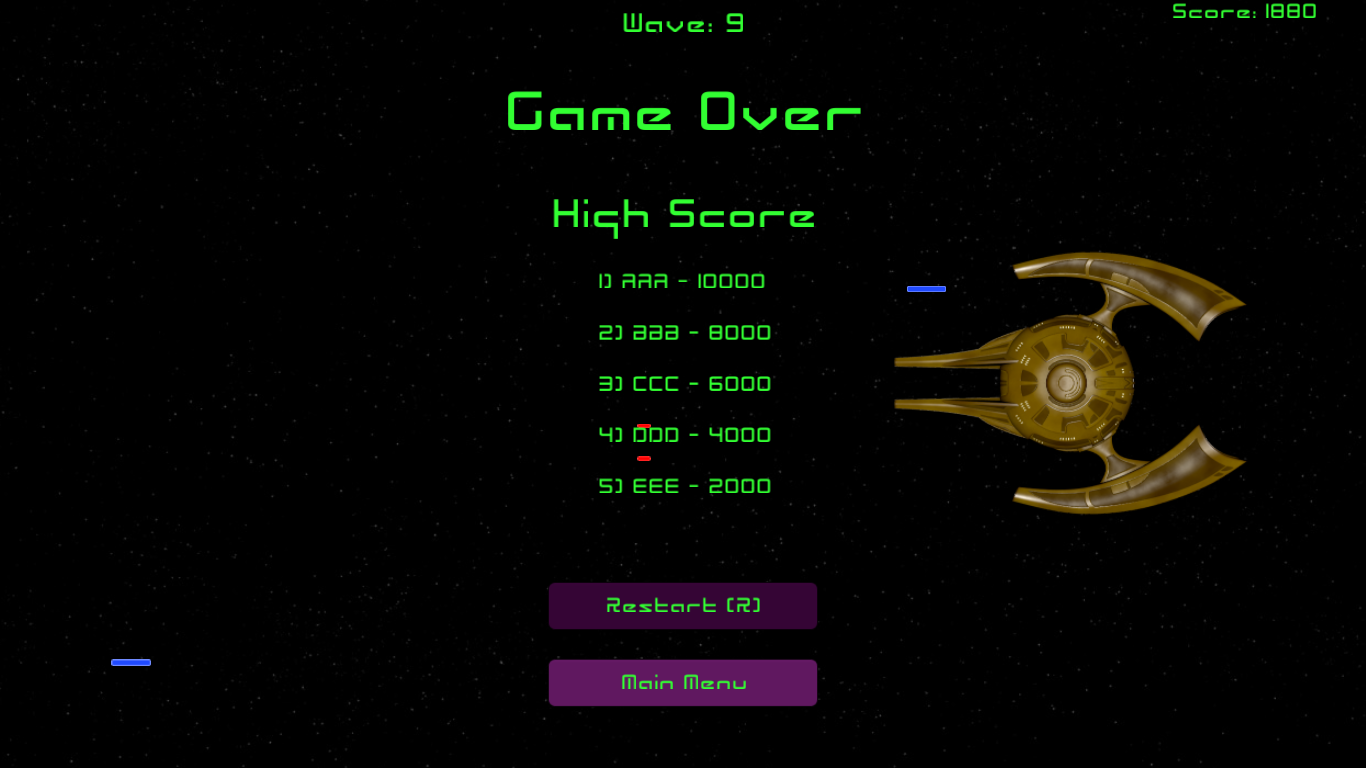 Wave: 9
Score: 1880
Game Over
High Score
1) AAA - 10000
2) BBB - 8000
3) CCC - 6000
4) DDD - 4000
5) EEE - 2000
Restart (R)
Main Menu